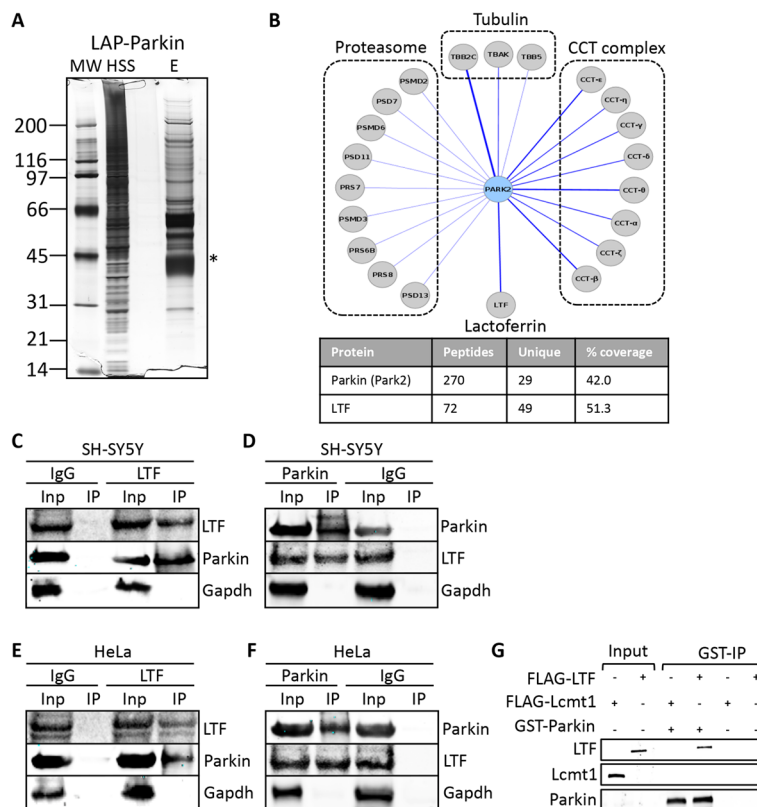 A
LAP-Parkin
MW HSS E
200
116
97
66
45
31
21
14
*
B
Tubulin
Proteasome
CCT complex
TBB2C
TBAK
TBB5
PSMD2
PSD7
PSMD6
PSD11
PRS7
PSMD3
PRS6B
PRS8
PSD13
PARK2
CCT-ε
CCT-η
CCT-γ
CCT-δ
CCT-θ
CCT-α
CCT-ζ
CCT-β
LTF
Lactoferrin
Protein Peptides Unique % coverage
Parkin (Park2) 270 29 42.0
LTF 72 49 51.3
C
SH-SY5Y
IgG LTF
Inp IP Inp IP
LTF
Parkin
Gapdh
D
SH-SY5Y
Parkin IgG
Inp IP Inp IP
Parkin
LTF
Gapdh
E
HeLa
IgG LTF
Inp IP Inp IP
LTF
Parkin
Gapdh
F
HeLa
Parkin IgG
Inp IP Inp IP
Parkin
LTF
Gapdh
G
Input GST-IP
FLAG-LTF - + - + - +
FLAG-Lcmt1 + - + - + -
GST-Parkin - - + + - -
LTF
Lcmt1
Parkin